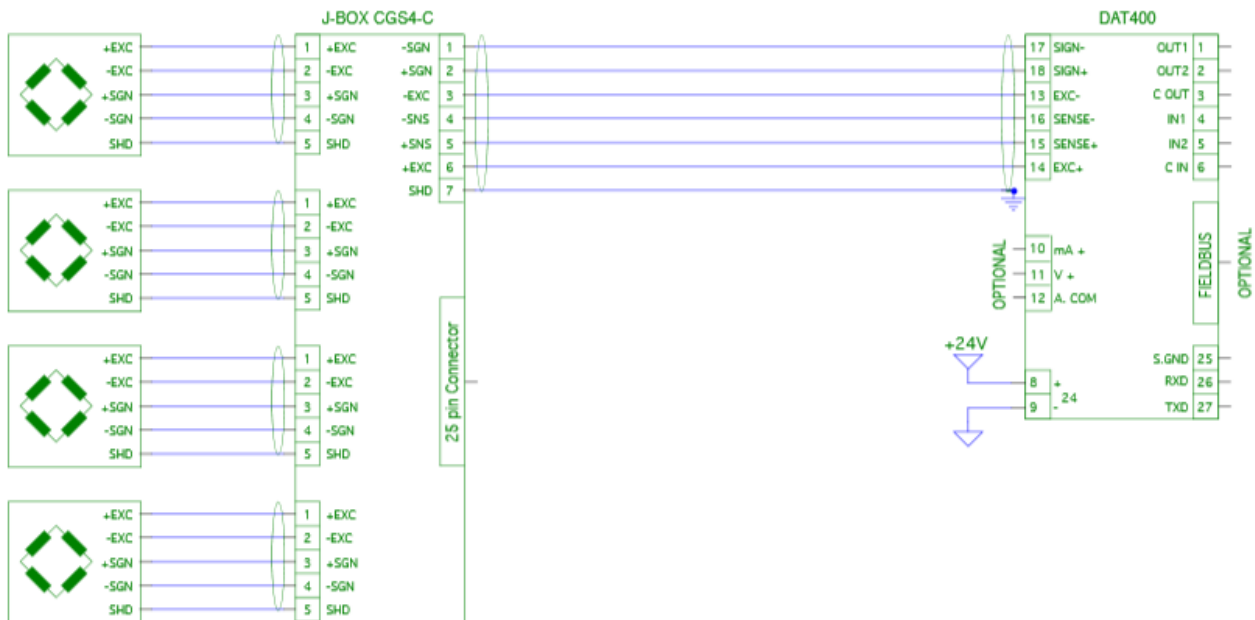 J-BOX CGS4-C
DAT400
+EXC 1 +EXC -SGN 1 17 SIGN- OUT1 1
-EXC 2 -EXC +SGN 2 18 SIGN+ OUT2 2
+SGN 3 +SGN -EXC 3 13 EXC- C OUT 3
-SGN 4 -SGN -SNS 4 16 SENSE- IN1 4
SHD 5 SHD +SNS 5 15 SENSE+ IN2 5
+EXC 6 14 EXC+ C IN 6
SHD 7
+EXC 1 +EXC
-EXC 2 -EXC
+SGN 3 +SGN
-SGN 4 -SGN
SHD 5 SHD
OPTIONAL
10 mA +
11 V +
12 A. COM
FIELDBUS
OPTIONAL
25 pin Connector
+EXC 1 +EXC
-EXC 2 -EXC
+SGN 3 +SGN
-SGN 4 -SGN
SHD 5 SHD
+24V
8 +
24
9 -
S.GND 25
RXD 26
TXD 27
+EXC 1 +EXC
-EXC 2 -EXC
+SGN 3 +SGN
-SGN 4 -SGN
SHD 5 SHD